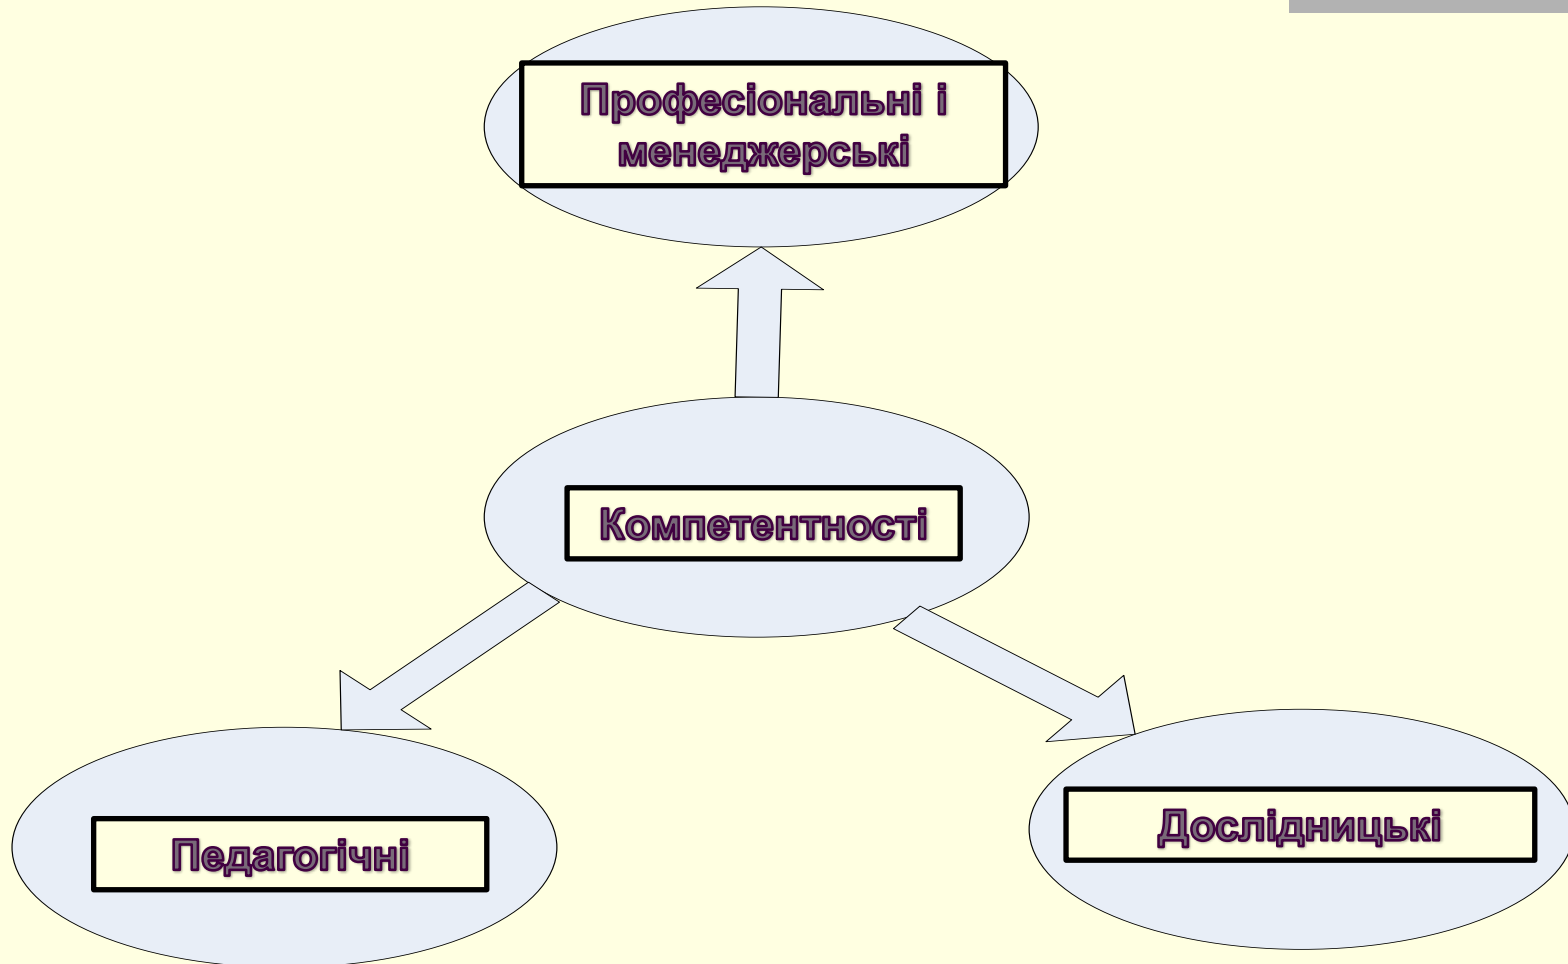 Професіональні і
менеджерські
Компетентності
Педагогічні
Дослідницькі